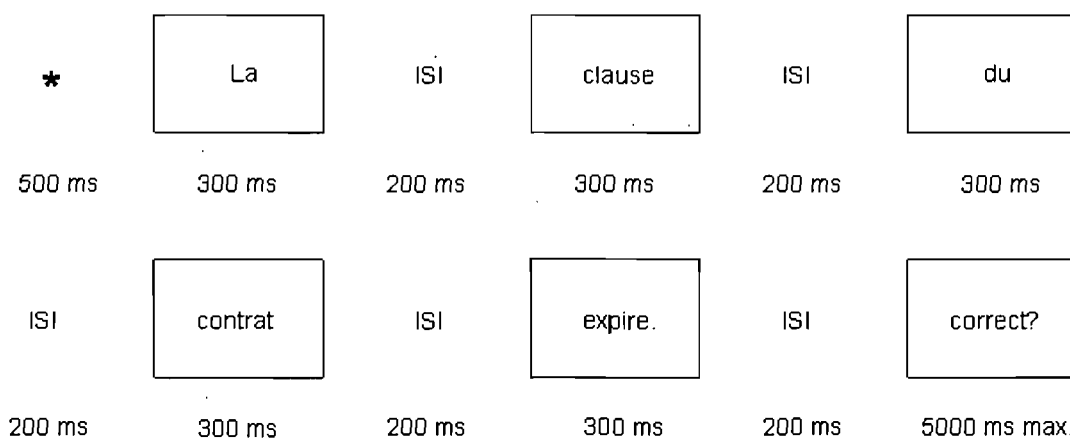 * La ISI clause ISI du
500 ms 300 ms 200 ms 300 ms 200 ms 300 ms
ISI contrat ISI expire. ISI correct?
200 ms 300 ms 200 ms 300 ms 200 ms 5000 ms max.